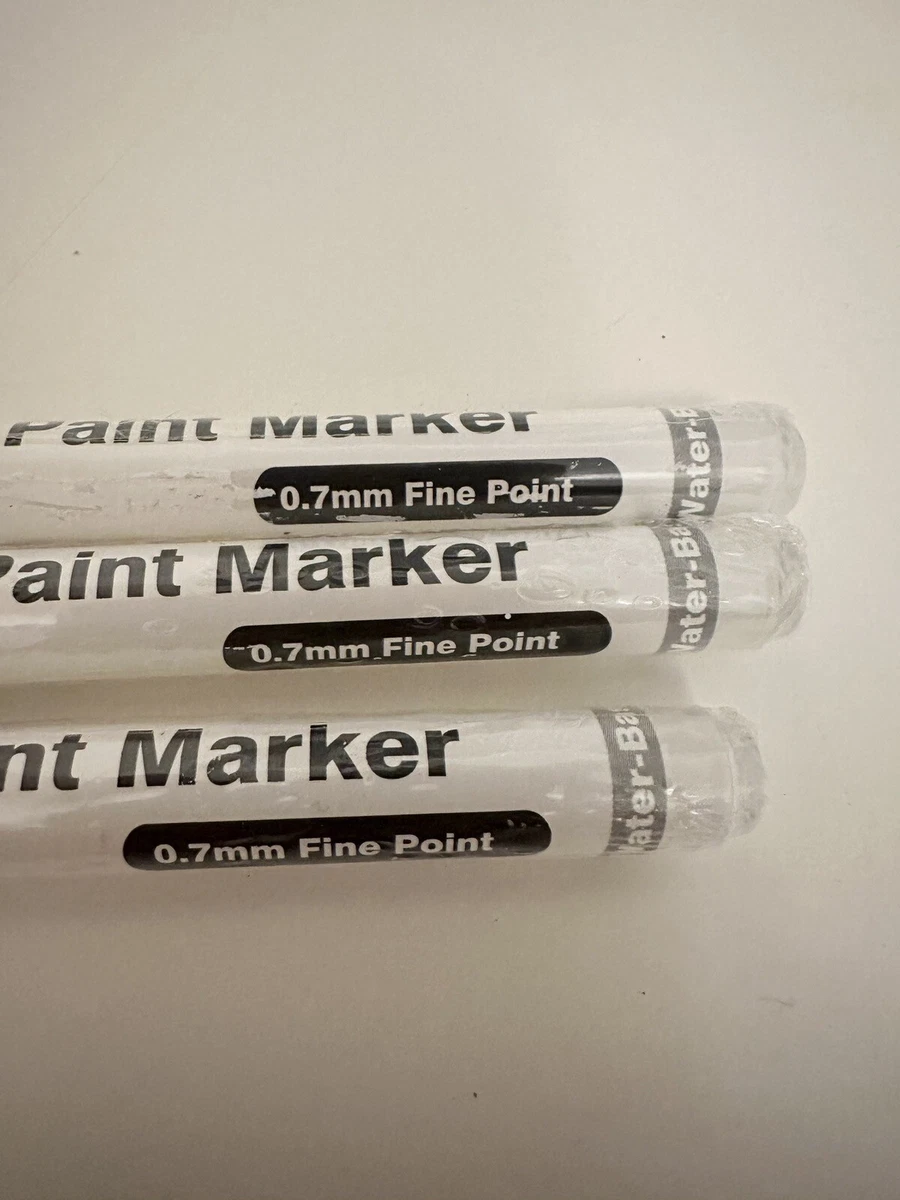 Paint Marker
0.7mm Fine Point
Water-B
Paint Marker
0.7mm Fine Point
Water-Ba
nt Marker
0.7mm Fine Point
Water-Ba